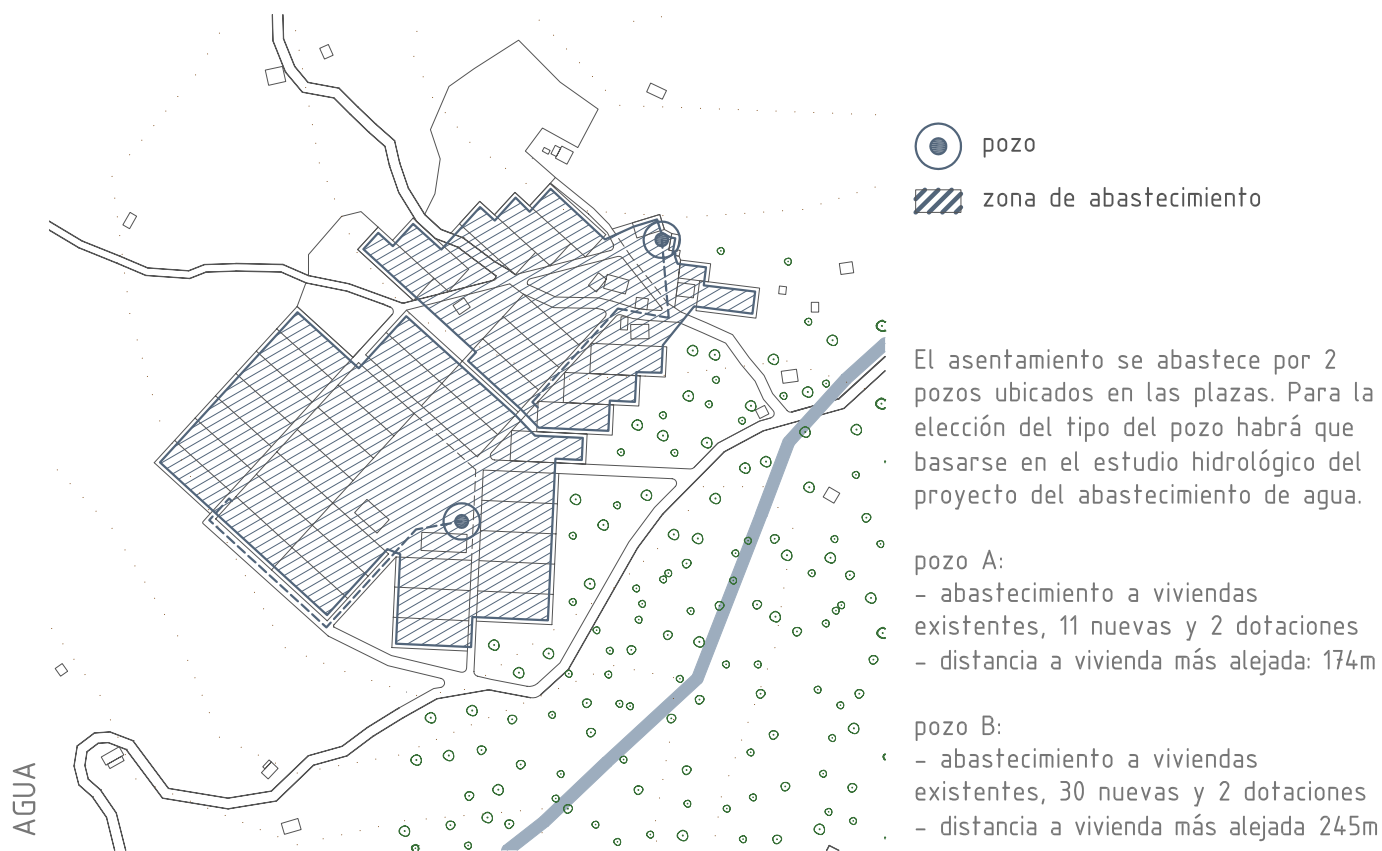 pozo
zona de abastecimiento
El asentamiento se abastece por 2
pozos ubicados en las plazas. Para la
elección del tipo del pozo habrá que
basarse en el estudio hidrológico del
proyecto del abastecimiento de agua.
pozo A:
- abastecimiento a viviendas
existentes, 11 nuevas y 2 dotaciones
- distancia a vivienda más alejada: 174m
pozo B:
- abastecimiento a viviendas
existentes, 30 nuevas y 2 dotaciones
- distancia a vivienda más alejada 245m
AGUA